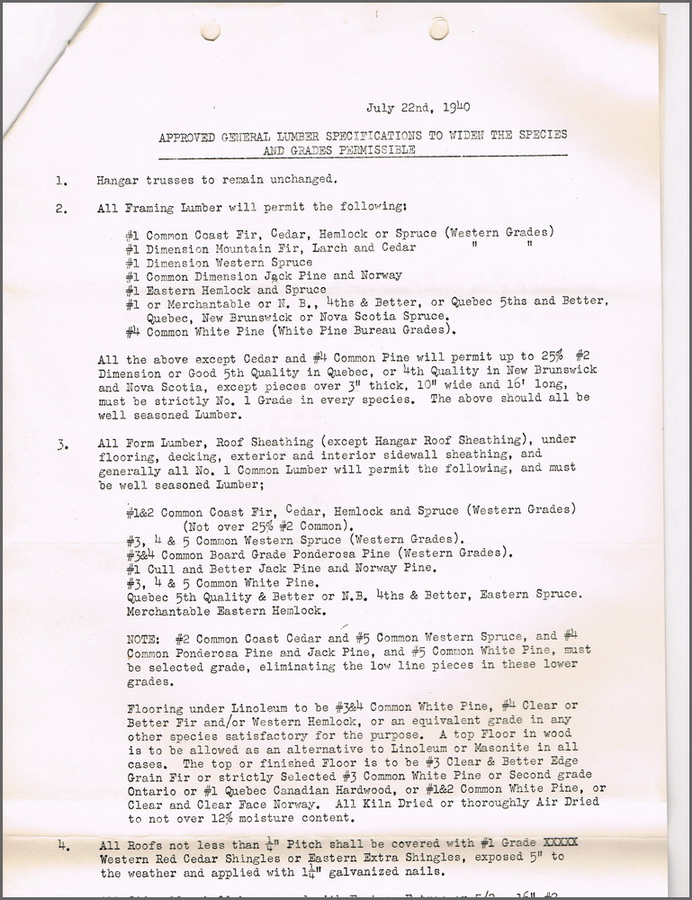 July 22nd, 1940
APPROVED GENERAL LUMBER SPECIFICATIONS TO WIDEN THE SPECIES
AND GRADES PERMISSIBLE
1. Hangar trusses to remain unchanged.
2. All Framing Lumber will permit the following:
#1 Common Coast Fir, Cedar, Hemlock or Spruce (Western Grades)
#1 Dimension Mountain Fir, Larch and Cedar " "
#1 Dimension Western Spruce
#1 Common Dimension Jack Pine and Norway
#1 Eastern Hemlock and Spruce
#1 or Merchantable or N. B., 4ths & Better, or Quebec 5ths and Better,
Quebec, New Brunswick or Nova Scotia Spruce.
#4 Common White Pine (White Pine Bureau Grades).
All the above except Cedar and #4 Common Pine will permit up to 25% #2
Dimension or Good 5th Quality in Quebec, or 4th Quality in New Brunswick
and Nova Scotia, except pieces over 3" thick, 10" wide and 16' long,
must be strictly No. 1 Grade in every species. The above should all be
well seasoned Lumber.
3. All Form Lumber, Roof Sheathing (except Hangar Roof Sheathing), under
flooring, decking, exterior and interior sidewall sheathing, and
generally all No. 1 Common Lumber will permit the following, and must
be well seasoned Lumber;
#1&2 Common Coast Fir, Cedar, Hemlock and Spruce (Western Grades)
(Not over 25% #2 Common).
#3, 4 & 5 Common Western Spruce (Western Grades).
#3&4 Common Board Grade Ponderosa Pine (Western Grades).
#1 Cull and Better Jack Pine and Norway Pine.
#3, 4 & 5 Common White Pine.
Quebec 5th Quality & Better or N.B. 4ths & Better, Eastern Spruce.
Merchantable Eastern Hemlock.
NOTE: #2 Common Coast Cedar and #5 Common Western Spruce, and #4
Common Ponderosa Pine and Jack Pine, and #5 Common White Pine, must
be selected grade, eliminating the low line pieces in these lower
grades.
Flooring under Linoleum to be #3&4 Common White Pine, #4 Clear or
Better Fir and/or Western Hemlock, or an equivalent grade in any
other species satisfactory for the purpose. A top Floor in wood
is to be allowed as an alternative to Linoleum or Masonite in all
cases. The top or finished Floor is to be #3 Clear & Better Edge
Grain Fir or strictly Selected #3 Common White Pine or Second grade
Ontario or #1 Quebec Canadian Hardwood, or #1&2 Common White Pine, or
Clear and Clear Face Norway. All Kiln Dried or thoroughly Air Dried
to not over 12% moisture content.
4. All Roofs not less than ¼" Pitch shall be covered with #1 Grade XXXXX
Western Red Cedar Shingles or Eastern Extra Shingles, exposed 5" to
the weather and applied with 1¼" galvanized nails.